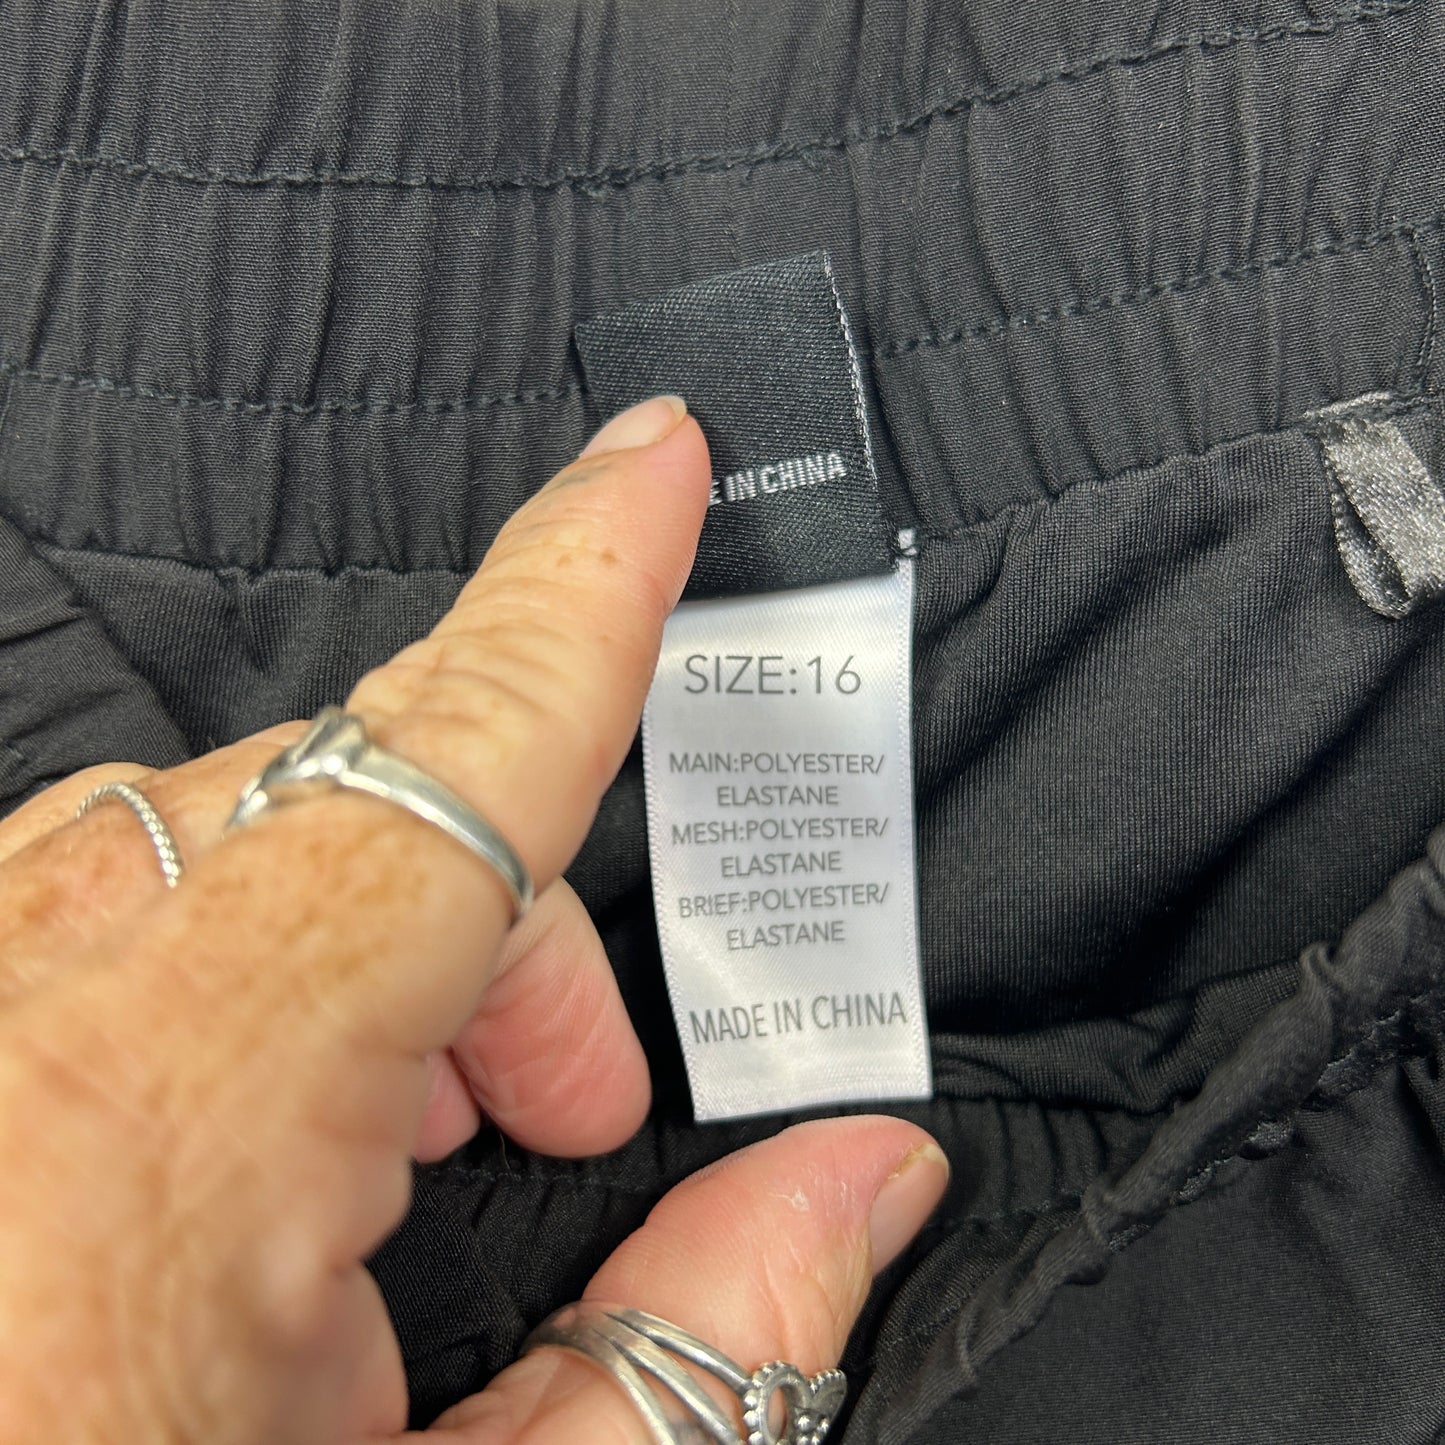 IN CHINA
SIZE:16
MAIN:POLYESTER/
ELASTANE
MESH:POLYESTER/
ELASTANE
BRIEF:POLYESTER/
ELASTANE
MADE IN CHINA